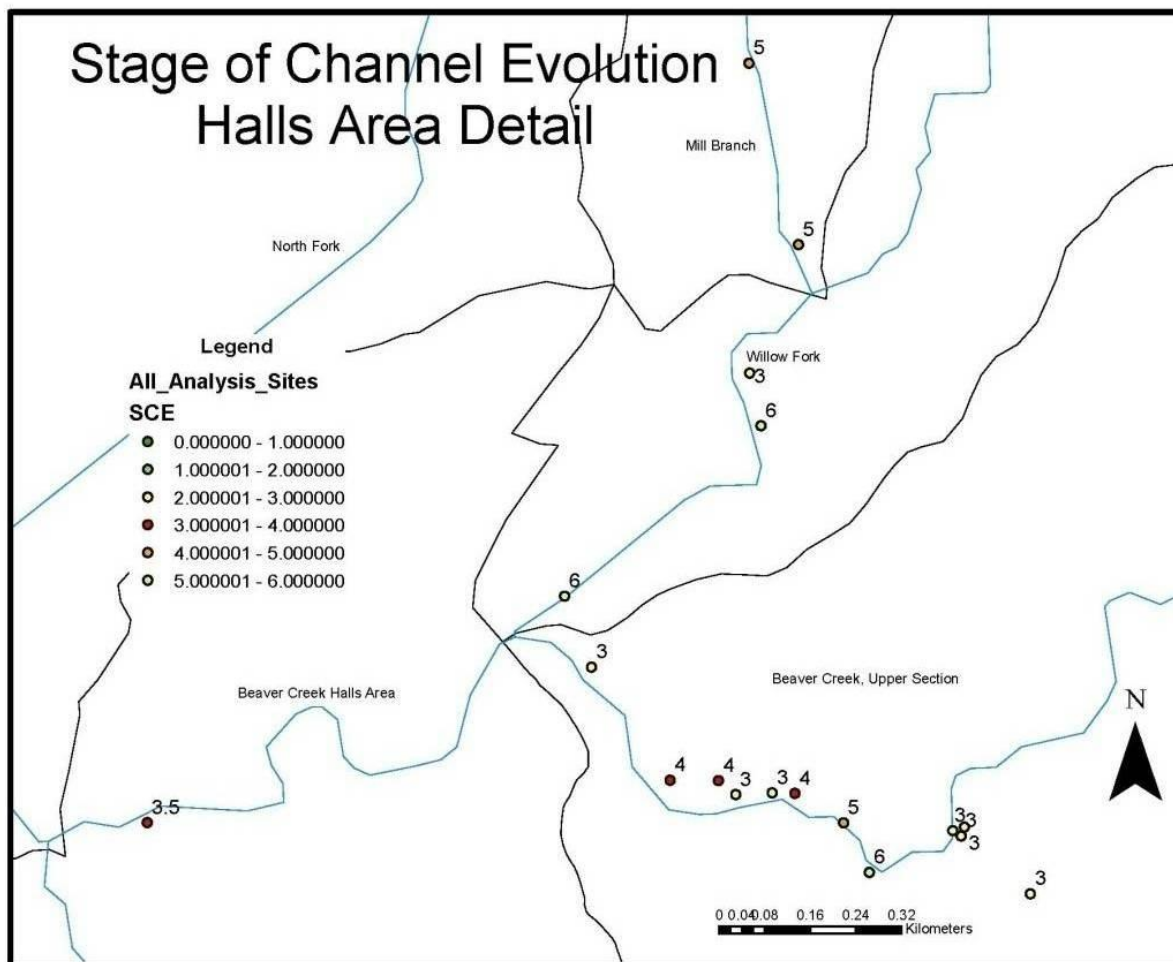 Stage of Channel Evolution
Halls Area Detail
5
Mill Branch
5
North Fork
Legend
All_Analysis_Sites
SCE
0.000000 - 1.000000
1.000001 - 2.000000
2.000001 - 3.000000
3.000001 - 4.000000
4.000001 - 5.000000
5.000001 - 6.000000
Willow Fork
3
6
6
3
Beaver Creek Halls Area
Beaver Creek, Upper Section
N
4
4
3
3
4
3.5
5
3
3
3
6
3
0 0.04 0.08 0.16 0.24 0.32
Kilometers